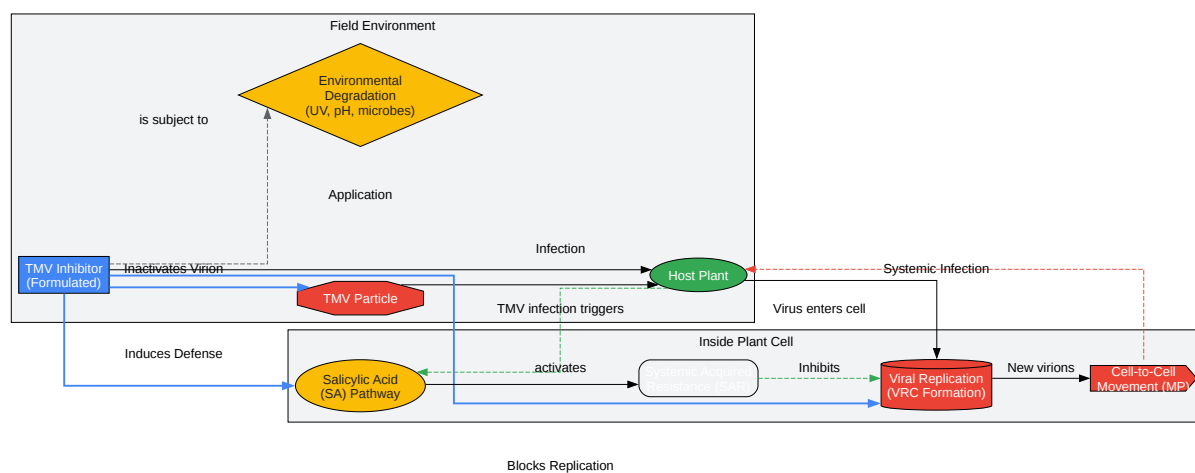 Field Environment
Environmental
Degradation
(UV, pH, microbes)
is subject to
Application
Infection
TMV Inhibitor
(Formulated)
Inactivates Virion
Host Plant
Systemic Infection
TMV Particle
TMV infection triggers
Virus enters cell
Inside Plant Cell
Induces Defense
Salicylic Acid
(SA) Pathway
activates
Systemic Acquired
Resistance (SAR)
Inhibits
Viral Replication
(VRC Formation)
New virions
Cell-to-Cell
Movement (MP)
Blocks Replication